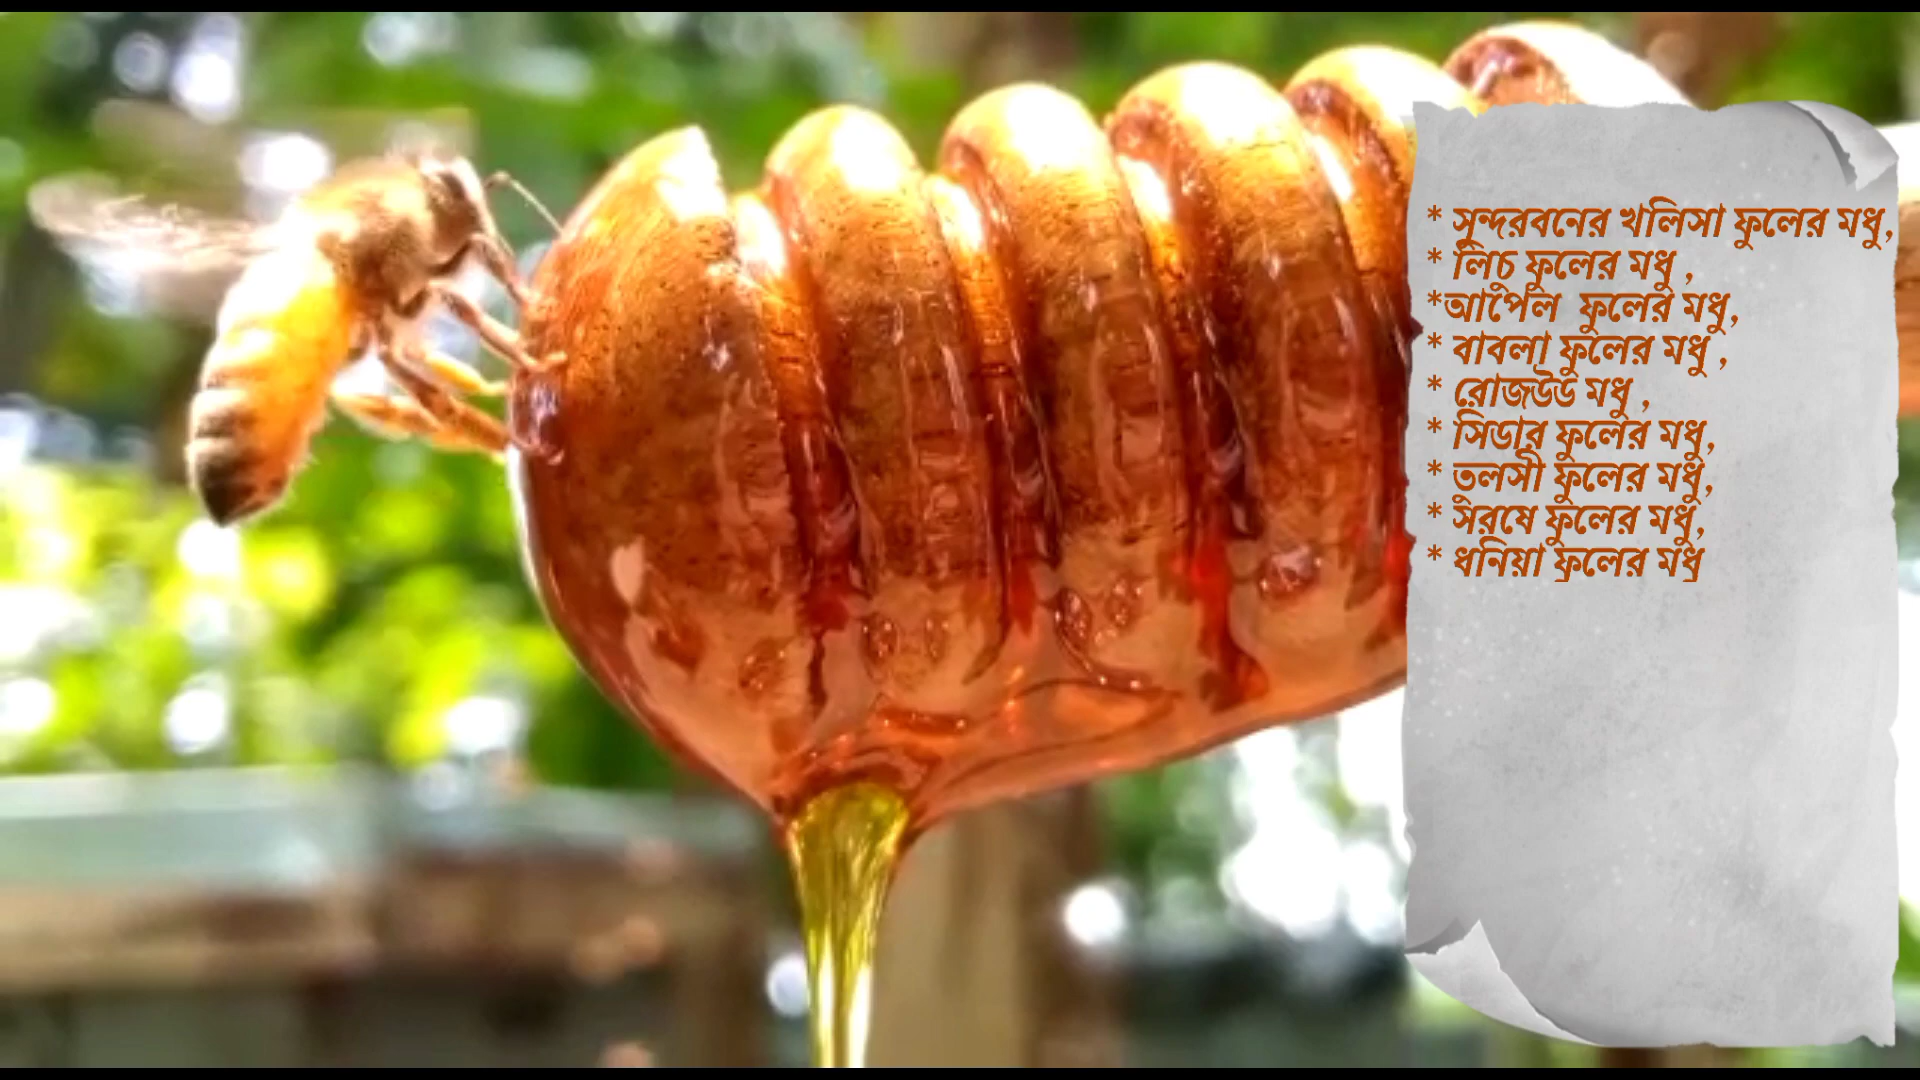 * সুন্দরবনের খলিসা ফুলের মধু,
* লিচু ফুলের মধু ,
*আপেল ফুলের মধু,
* বাবলা ফুলের মধু ,
* রোজউড মধু ,
* সিডার ফুলের মধু,
* তুলসী ফুলের মধু,
* সরষে ফুলের মধু,
* ধনিয়া ফুলের মধু